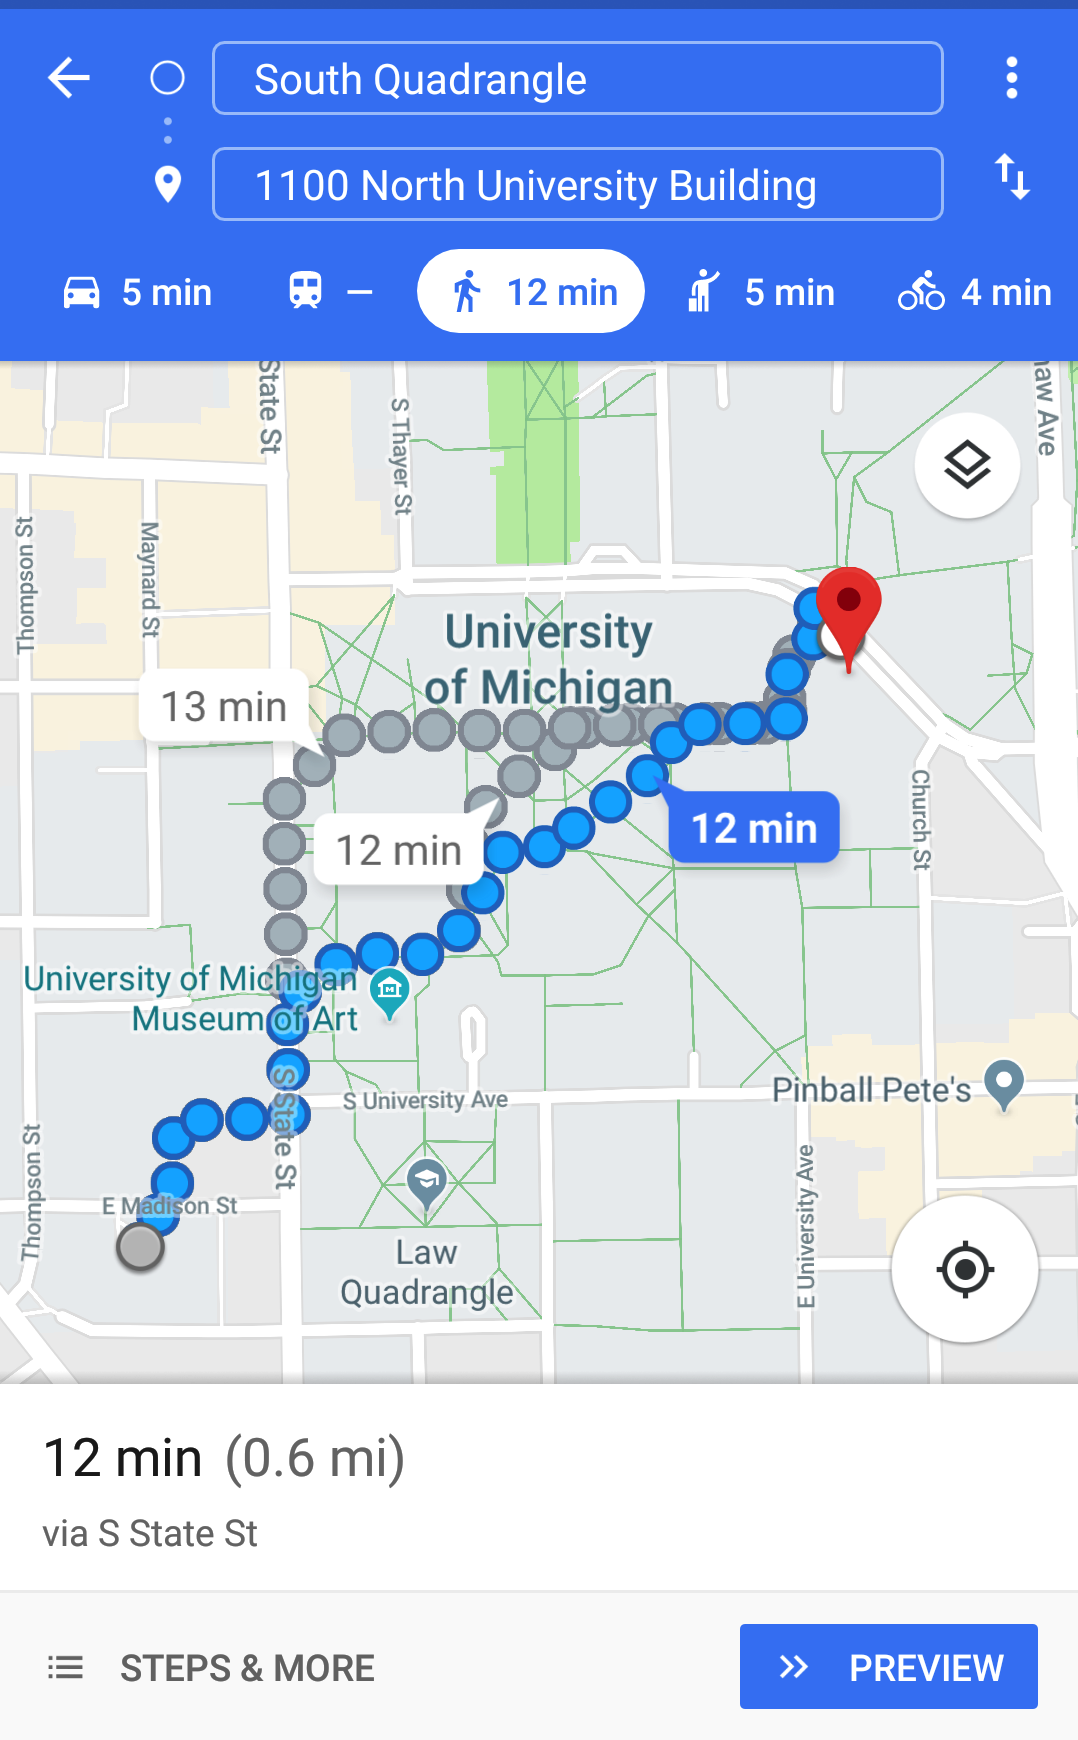 South Quadrangle
1100 North University Building
5 min
—
12 min
5 min
4 min
State St
S Thayer St
Thompson St
Maynard St
University
of Michigan
13 min
12 min
12 min
Church St
University of Michigan
Museum of Art
S State St
S University Ave
Pinball Pete's
Thompson St
E Madison St
E University Ave
Law
Quadrangle
12 min (0.6 mi)
via S State St
STEPS & MORE
PREVIEW